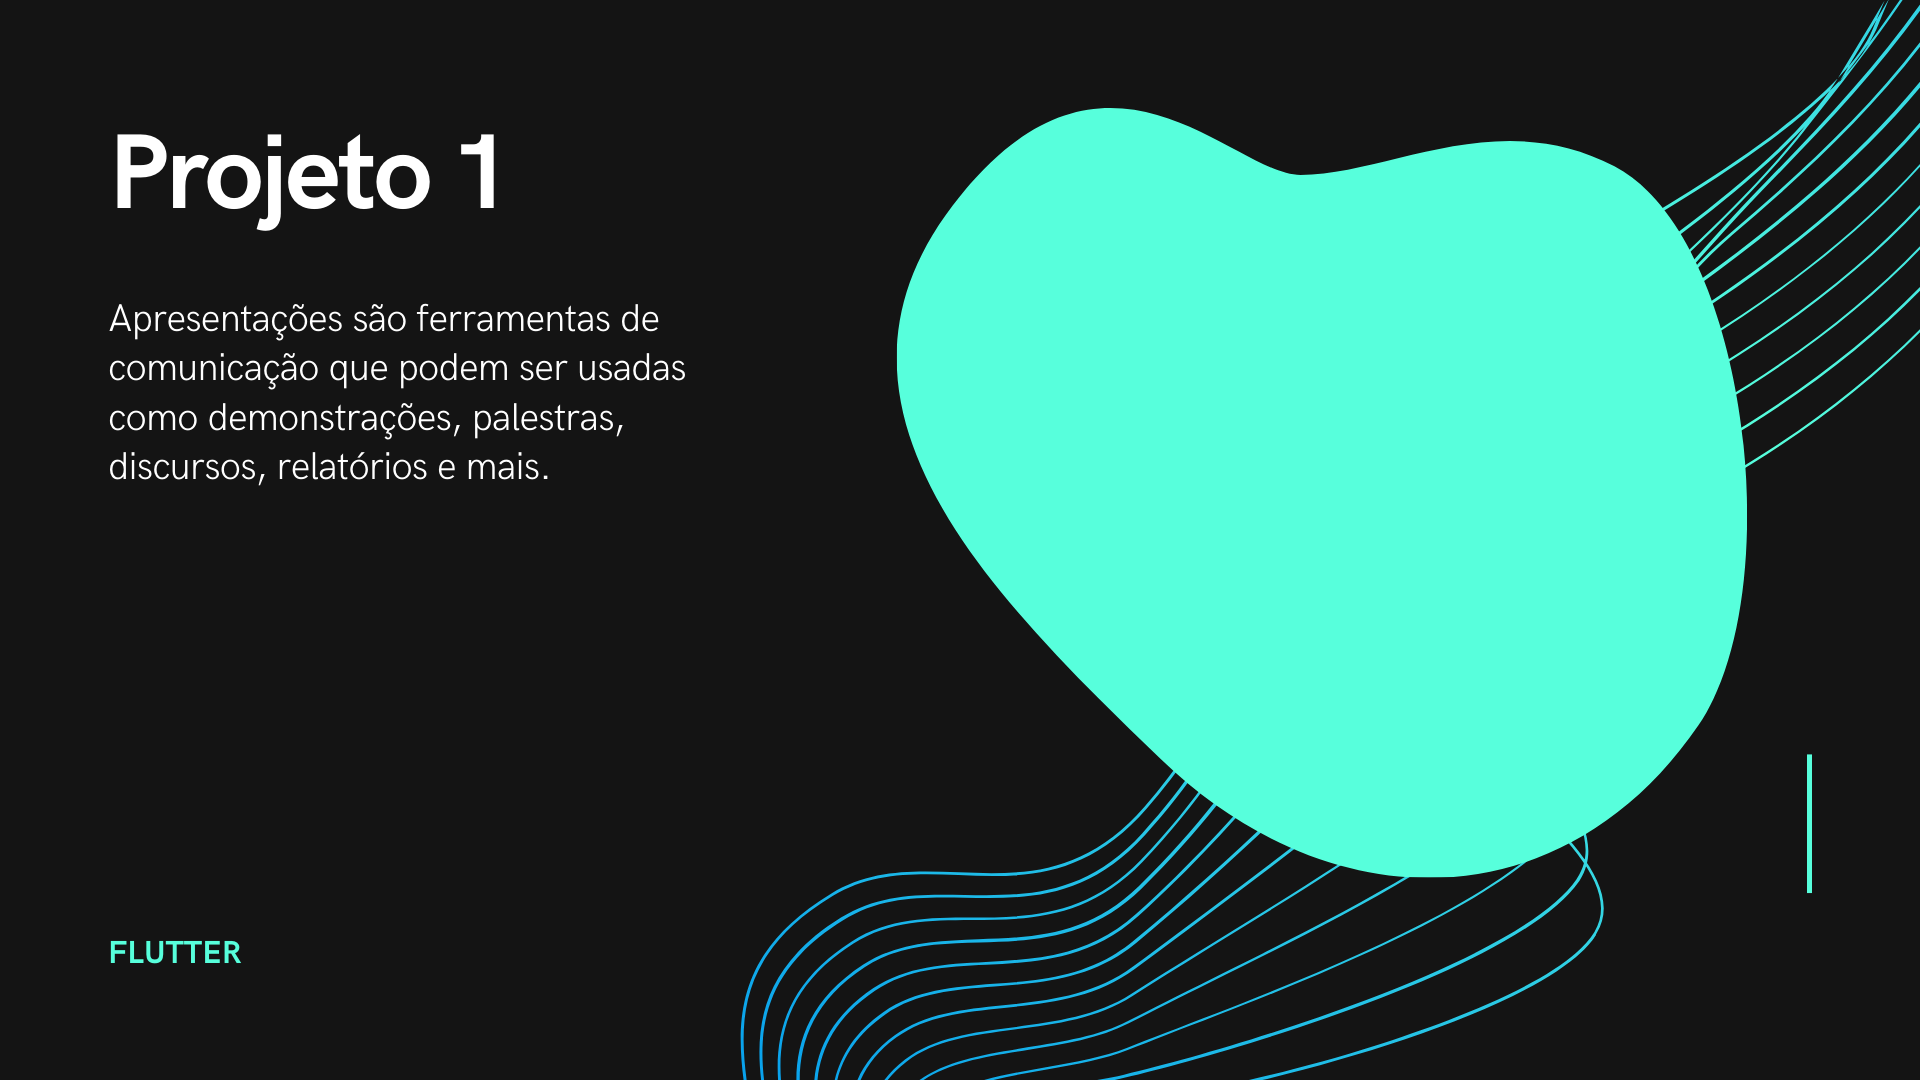 Projeto 1
Apresentações são ferramentas de
comunicação que podem ser usadas
como demonstrações, palestras,
discursos, relatórios e mais.
FLUTTER